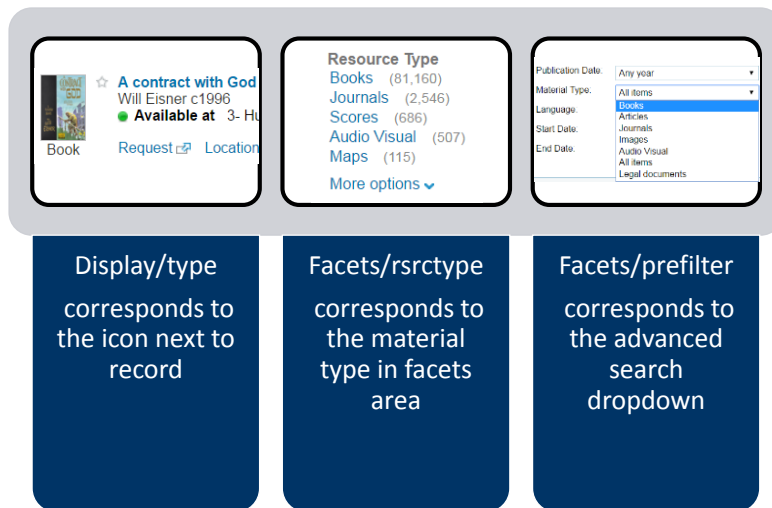 A contract with God
Will Eisner c1996
Available at 3- Hu
Book
Request Location
Resource Type
Books (81,160)
Journals (2,546)
Scores (686)
Audio Visual (507)
Maps (115)
More options
Publication Date: Any year
Material Type: All items
Language:
Start Date:
End Date:
Books
Articles
Journals
Images
Audio Visual
All items
Legal documents
Display/type
corresponds to
the icon next to
record
Facets/rsrctype
corresponds to
the material
type in facets
area
Facets/prefilter
corresponds to
the advanced
search
dropdown